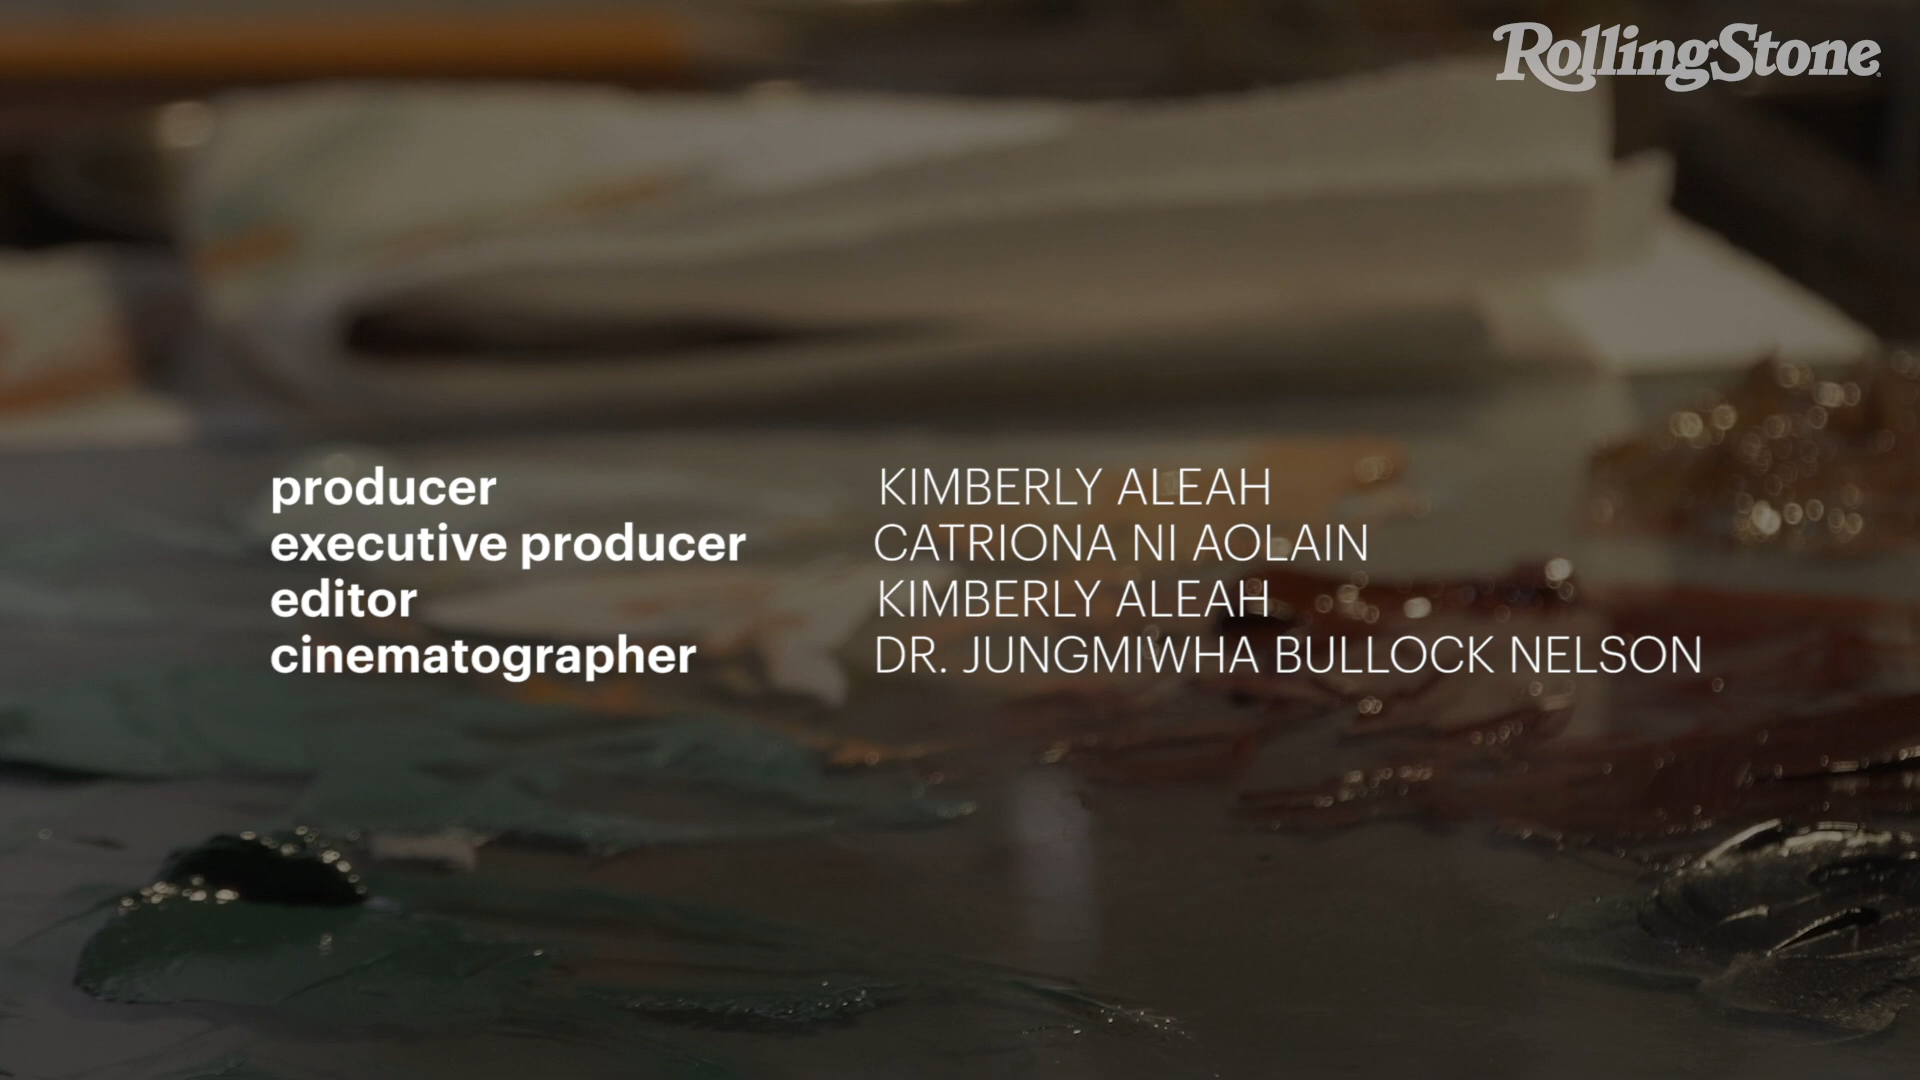 RollingStone
producer KIMBERLY ALEAH
executive producer CATRIONA NI AOLAIN
editor KIMBERLY ALEAH
cinematographer DR. JUNGMIWHA BULLOCK NELSON